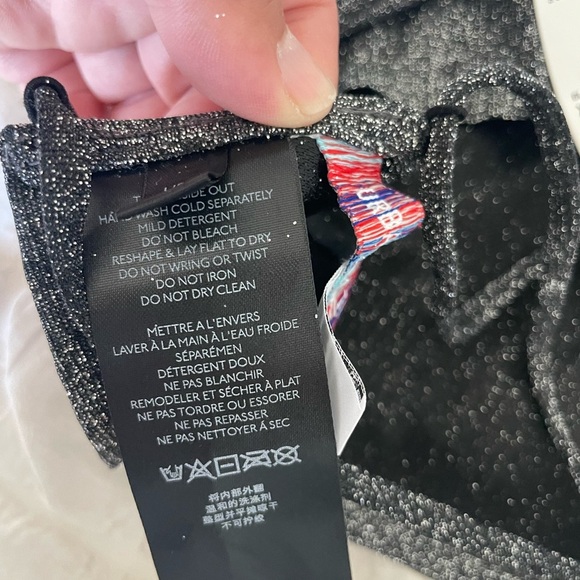 SIDE OUT
HAND WASH COLD SEPARATELY
MILD DETERGENT
DO NOT BLEACH
RESHAPE & LAY FLAT TO DRY
DO NOT WRING OR TWIST
DO NOT IRON
DO NOT DRY CLEAN
METTRE A L'ENVERS
LAVER À LA MAIN À L'EAU FROIDE
SÉPARÉMEN
DÉTERGENT DOUX
NE PAS BLANCHIR
REMODELER ET SÉCHER À PLAT
NE PAS TORDRE OU ESSORER
NE PAS REPASSER
NE PAS NETTOYER À SEC
将内部外翻
温和的洗涤剂
不可拧绞
URB